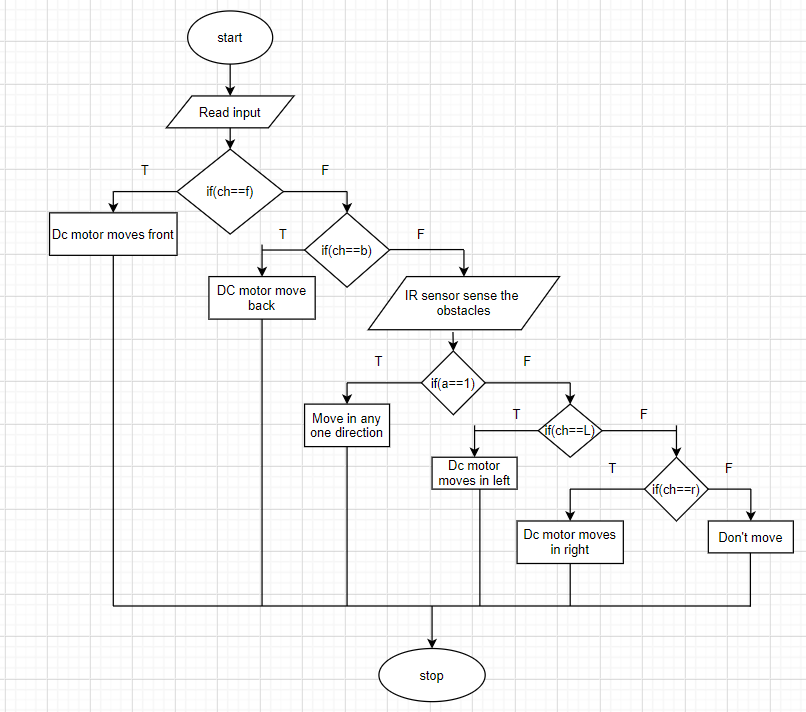 start
Read input
T
F
if(ch==f)
Dc motor moves front
T
F
if(ch==b)
DC motor move
back
IR sensor sense the
obstacles
T
F
if(a==1)
Move in any
one direction
T
F
if(ch==L)
Dc motor
moves in left
T
F
if(ch==r)
Dc motor moves
in right
Don't move
stop